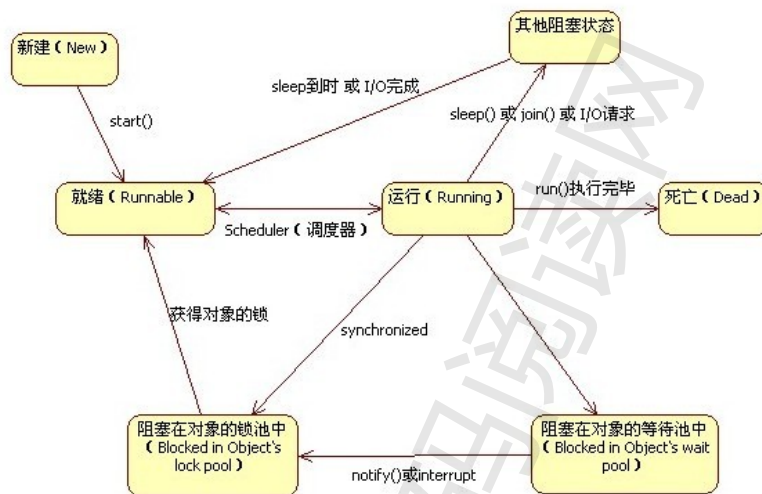 新建（New）
其他阻塞状态
sleep到时 或 I/O完成
start()
sleep() 或 join() 或 I/O请求
就绪（Runnable）
运行（Running）
run()执行完毕
死亡（Dead）
Scheduler（调度器）
获得对象的锁
synchronized
阻塞在对象的锁池中
（Blocked in Object's
lock pool）
阻塞在对象的等待池中
（Blocked in Object's wait
pool）
notify()或interrupt
码阅读网